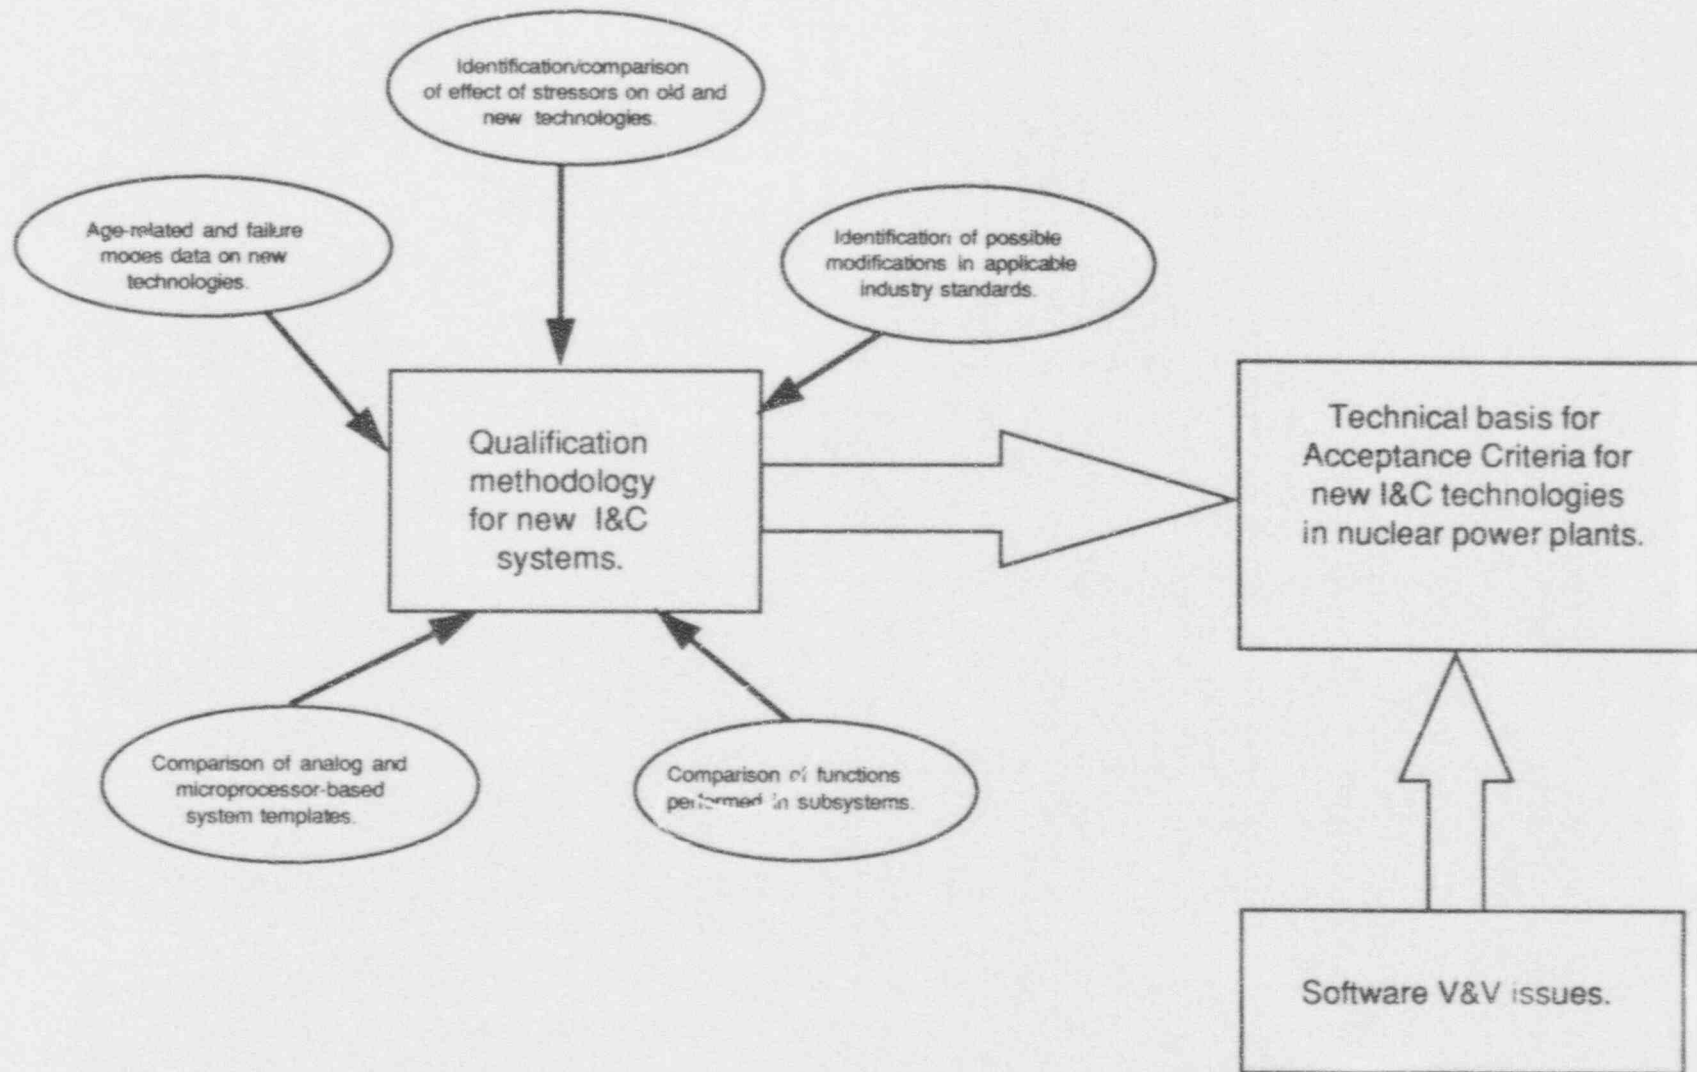 Identification/comparison
of effect of stressors on old and
new technologies.
Age-related and failure
modes data on new
technologies.
Identification of possible
modifications in applicable
industry standards.
Qualification
methodology
for new I&C
systems.
Technical basis for
Acceptance Criteria for
new I&C technologies
in nuclear power plants.
Comparison of analog and
microprocessor-based
system templates.
Comparison of functions
performed in subsystems.
Software V&V issues.